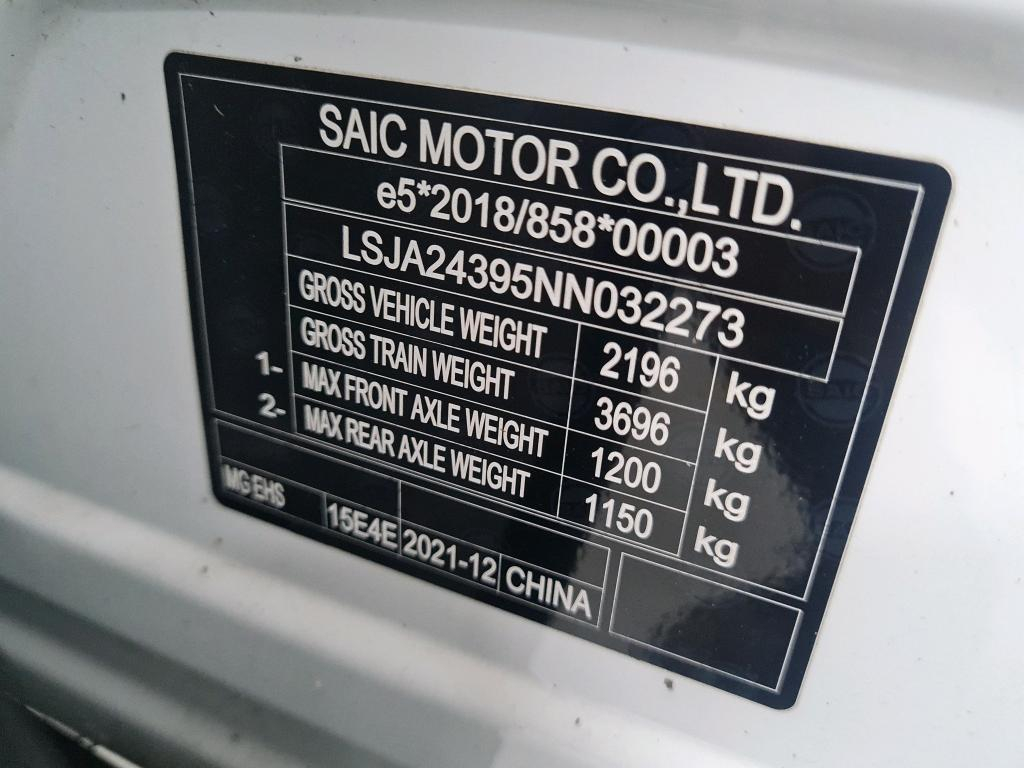 SAIC MOTOR CO.,LTD.
e5*2018/858*00003
LSJA24395NN032273
GROSS VEHICLE WEIGHT 2196 kg
GROSS TRAIN WEIGHT 3696 kg
1- MAX FRONT AXLE WEIGHT 1200 kg
2- MAX REAR AXLE WEIGHT 1150 kg
MG EHS 15E4E 2021-12 CHINA
SAIC
SAIC